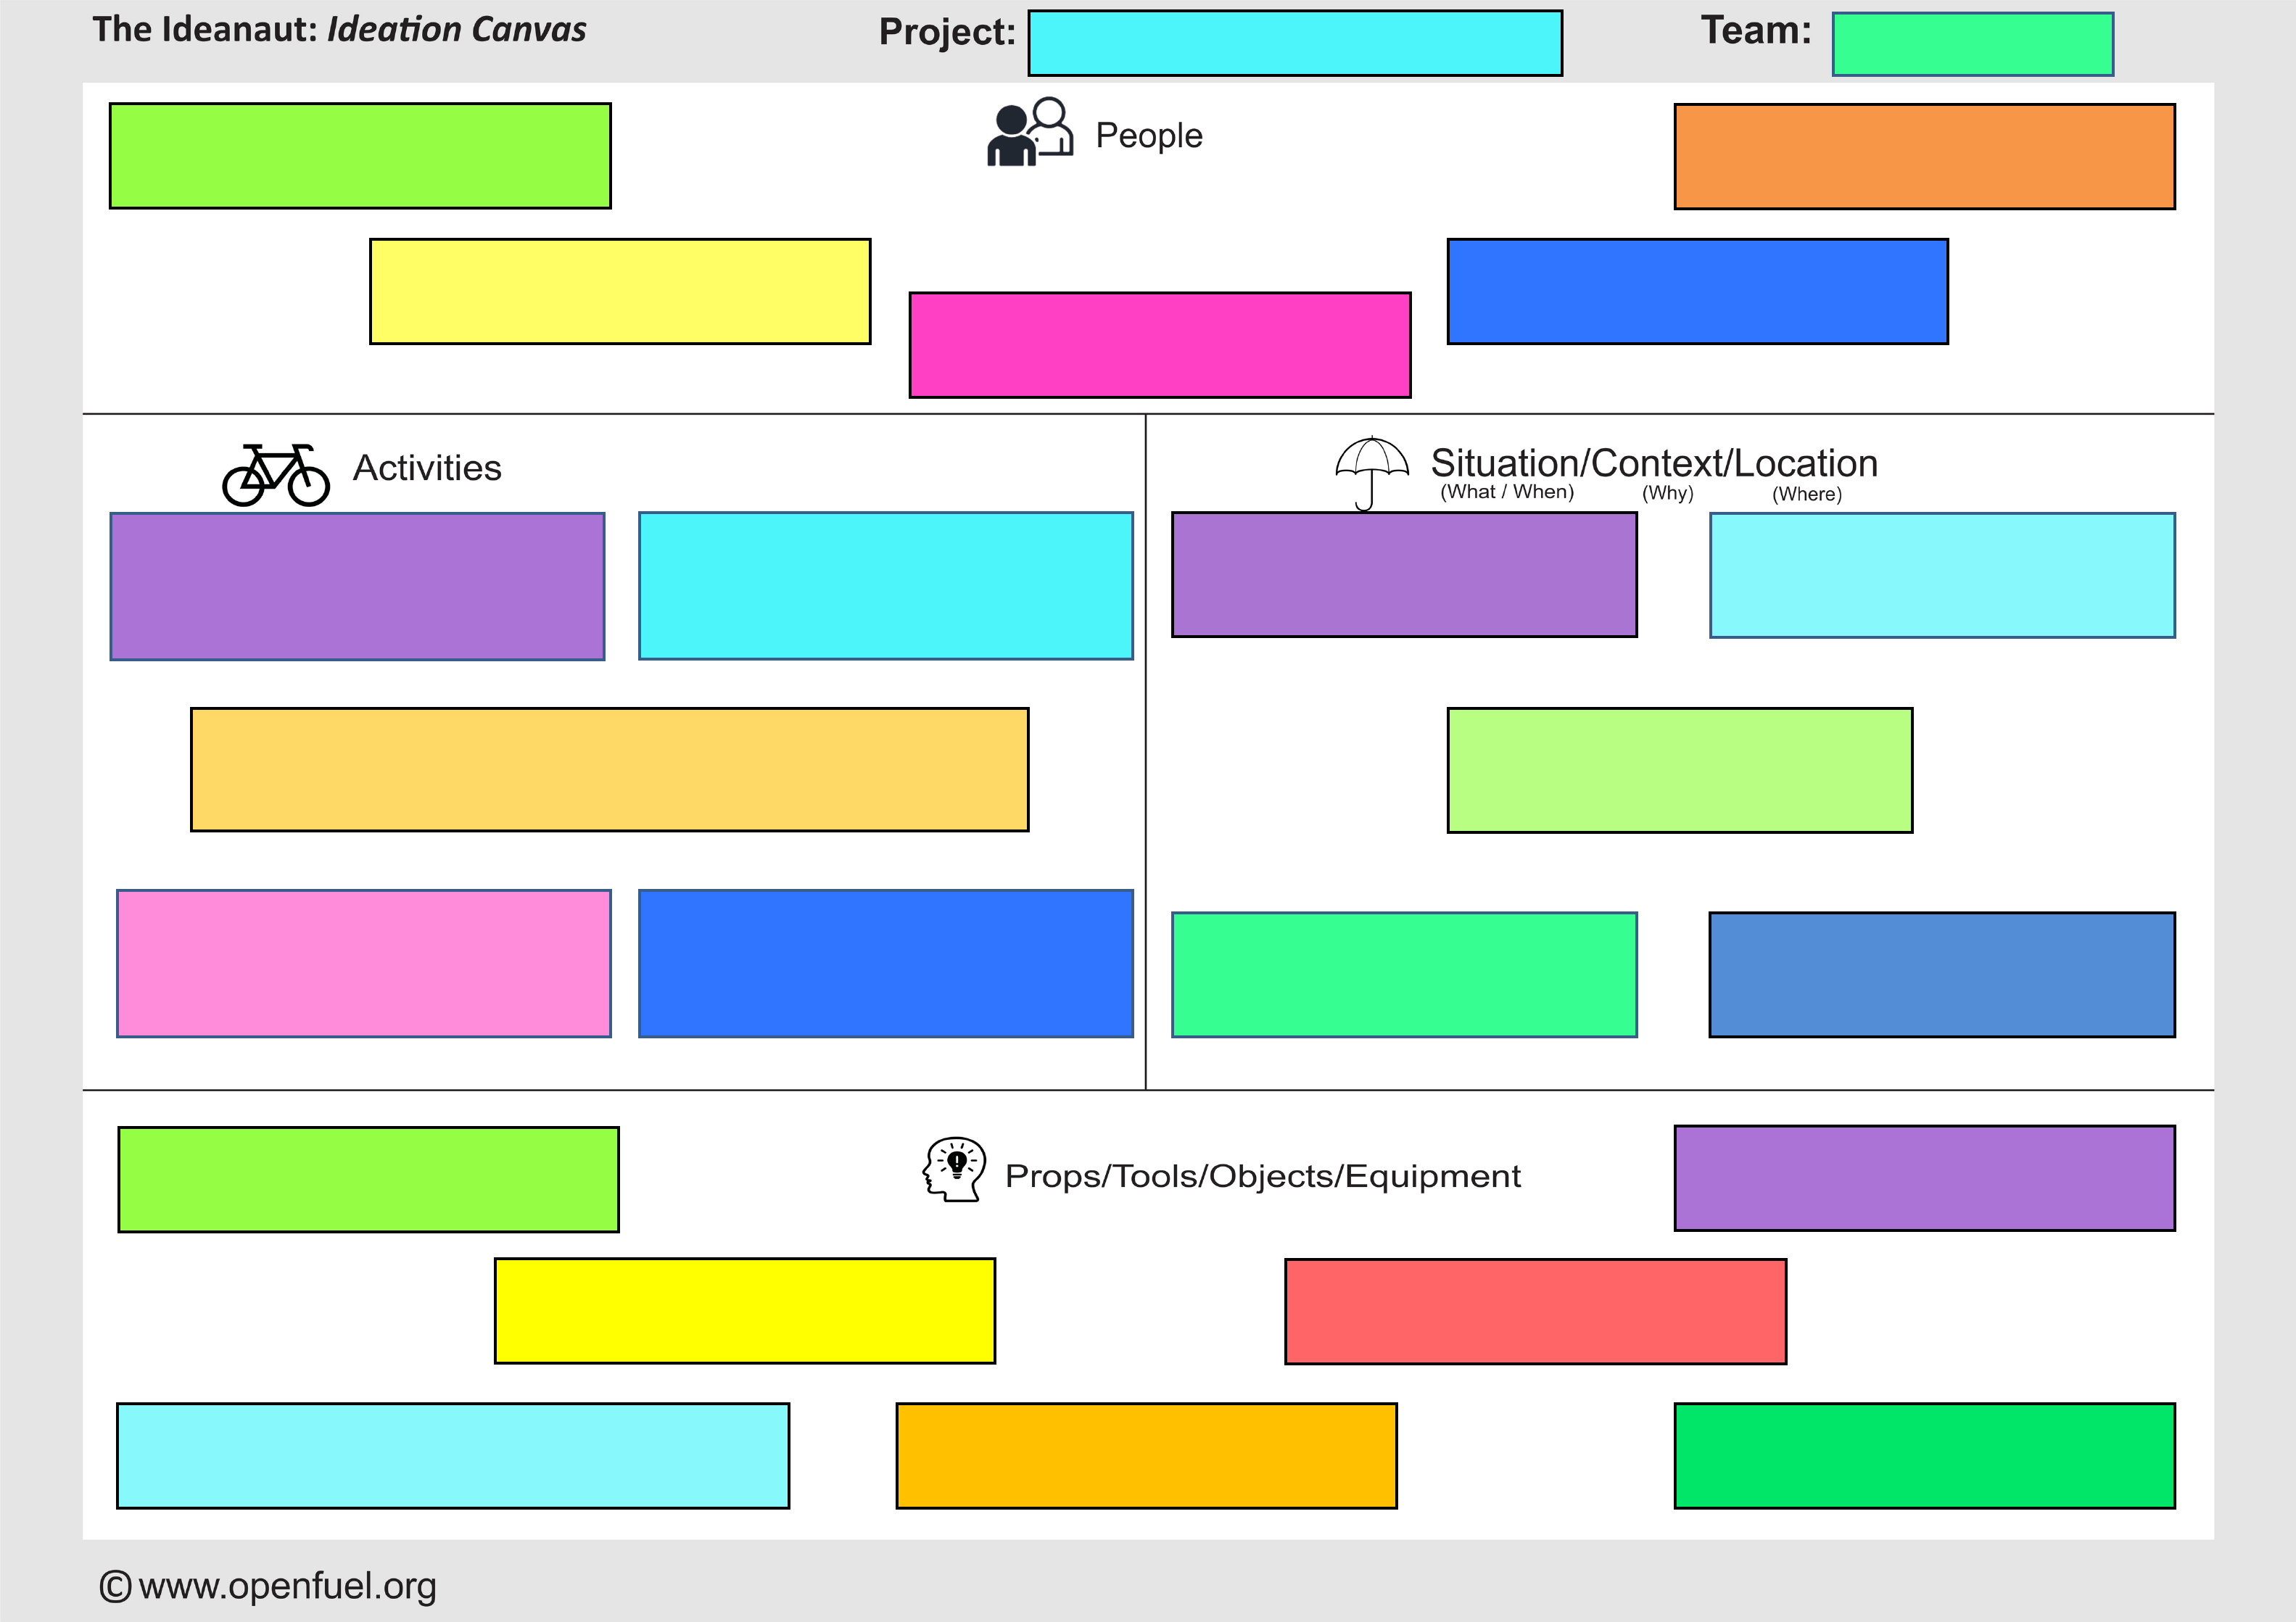 The Ideanaut: Ideation Canvas
Project:
Team:
People
Activities
Situation/Context/Location
(What / When) (Why) (Where)
Props/Tools/Objects/Equipment
© www.openfuel.org